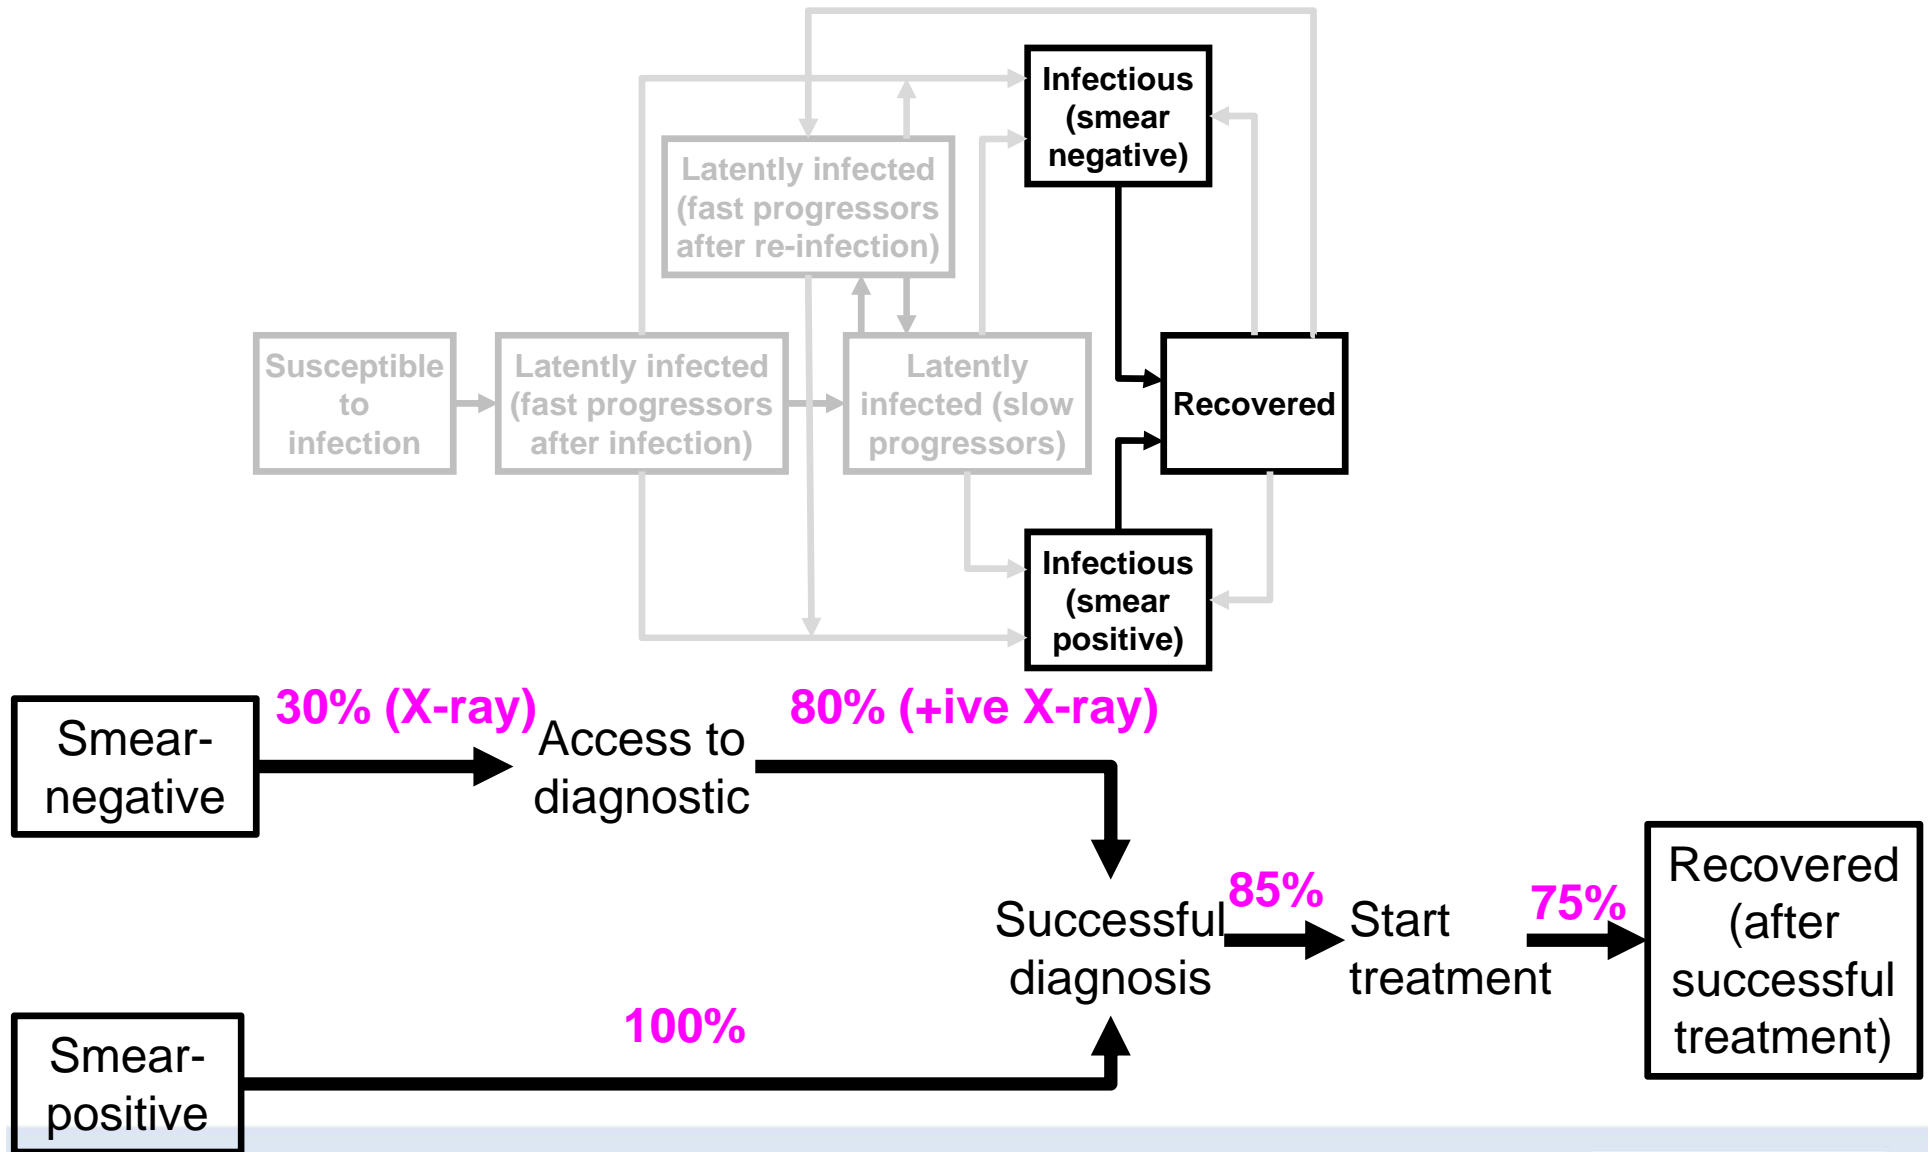 Infectious
(smear
negative)
Latently infected
(fast progressors
after re-infection)
Susceptible
to
infection
Latently infected
(fast progressors
after infection)
Latently
infected (slow
progressors)
Recovered
Infectious
(smear
positive)
30% (X-ray)
80% (+ive X-ray)
Smear-
negative
Access to
diagnostic
Successful
diagnosis
85%
Start
treatment
75%
Recovered
(after
successful
treatment)
100%
Smear-
positive